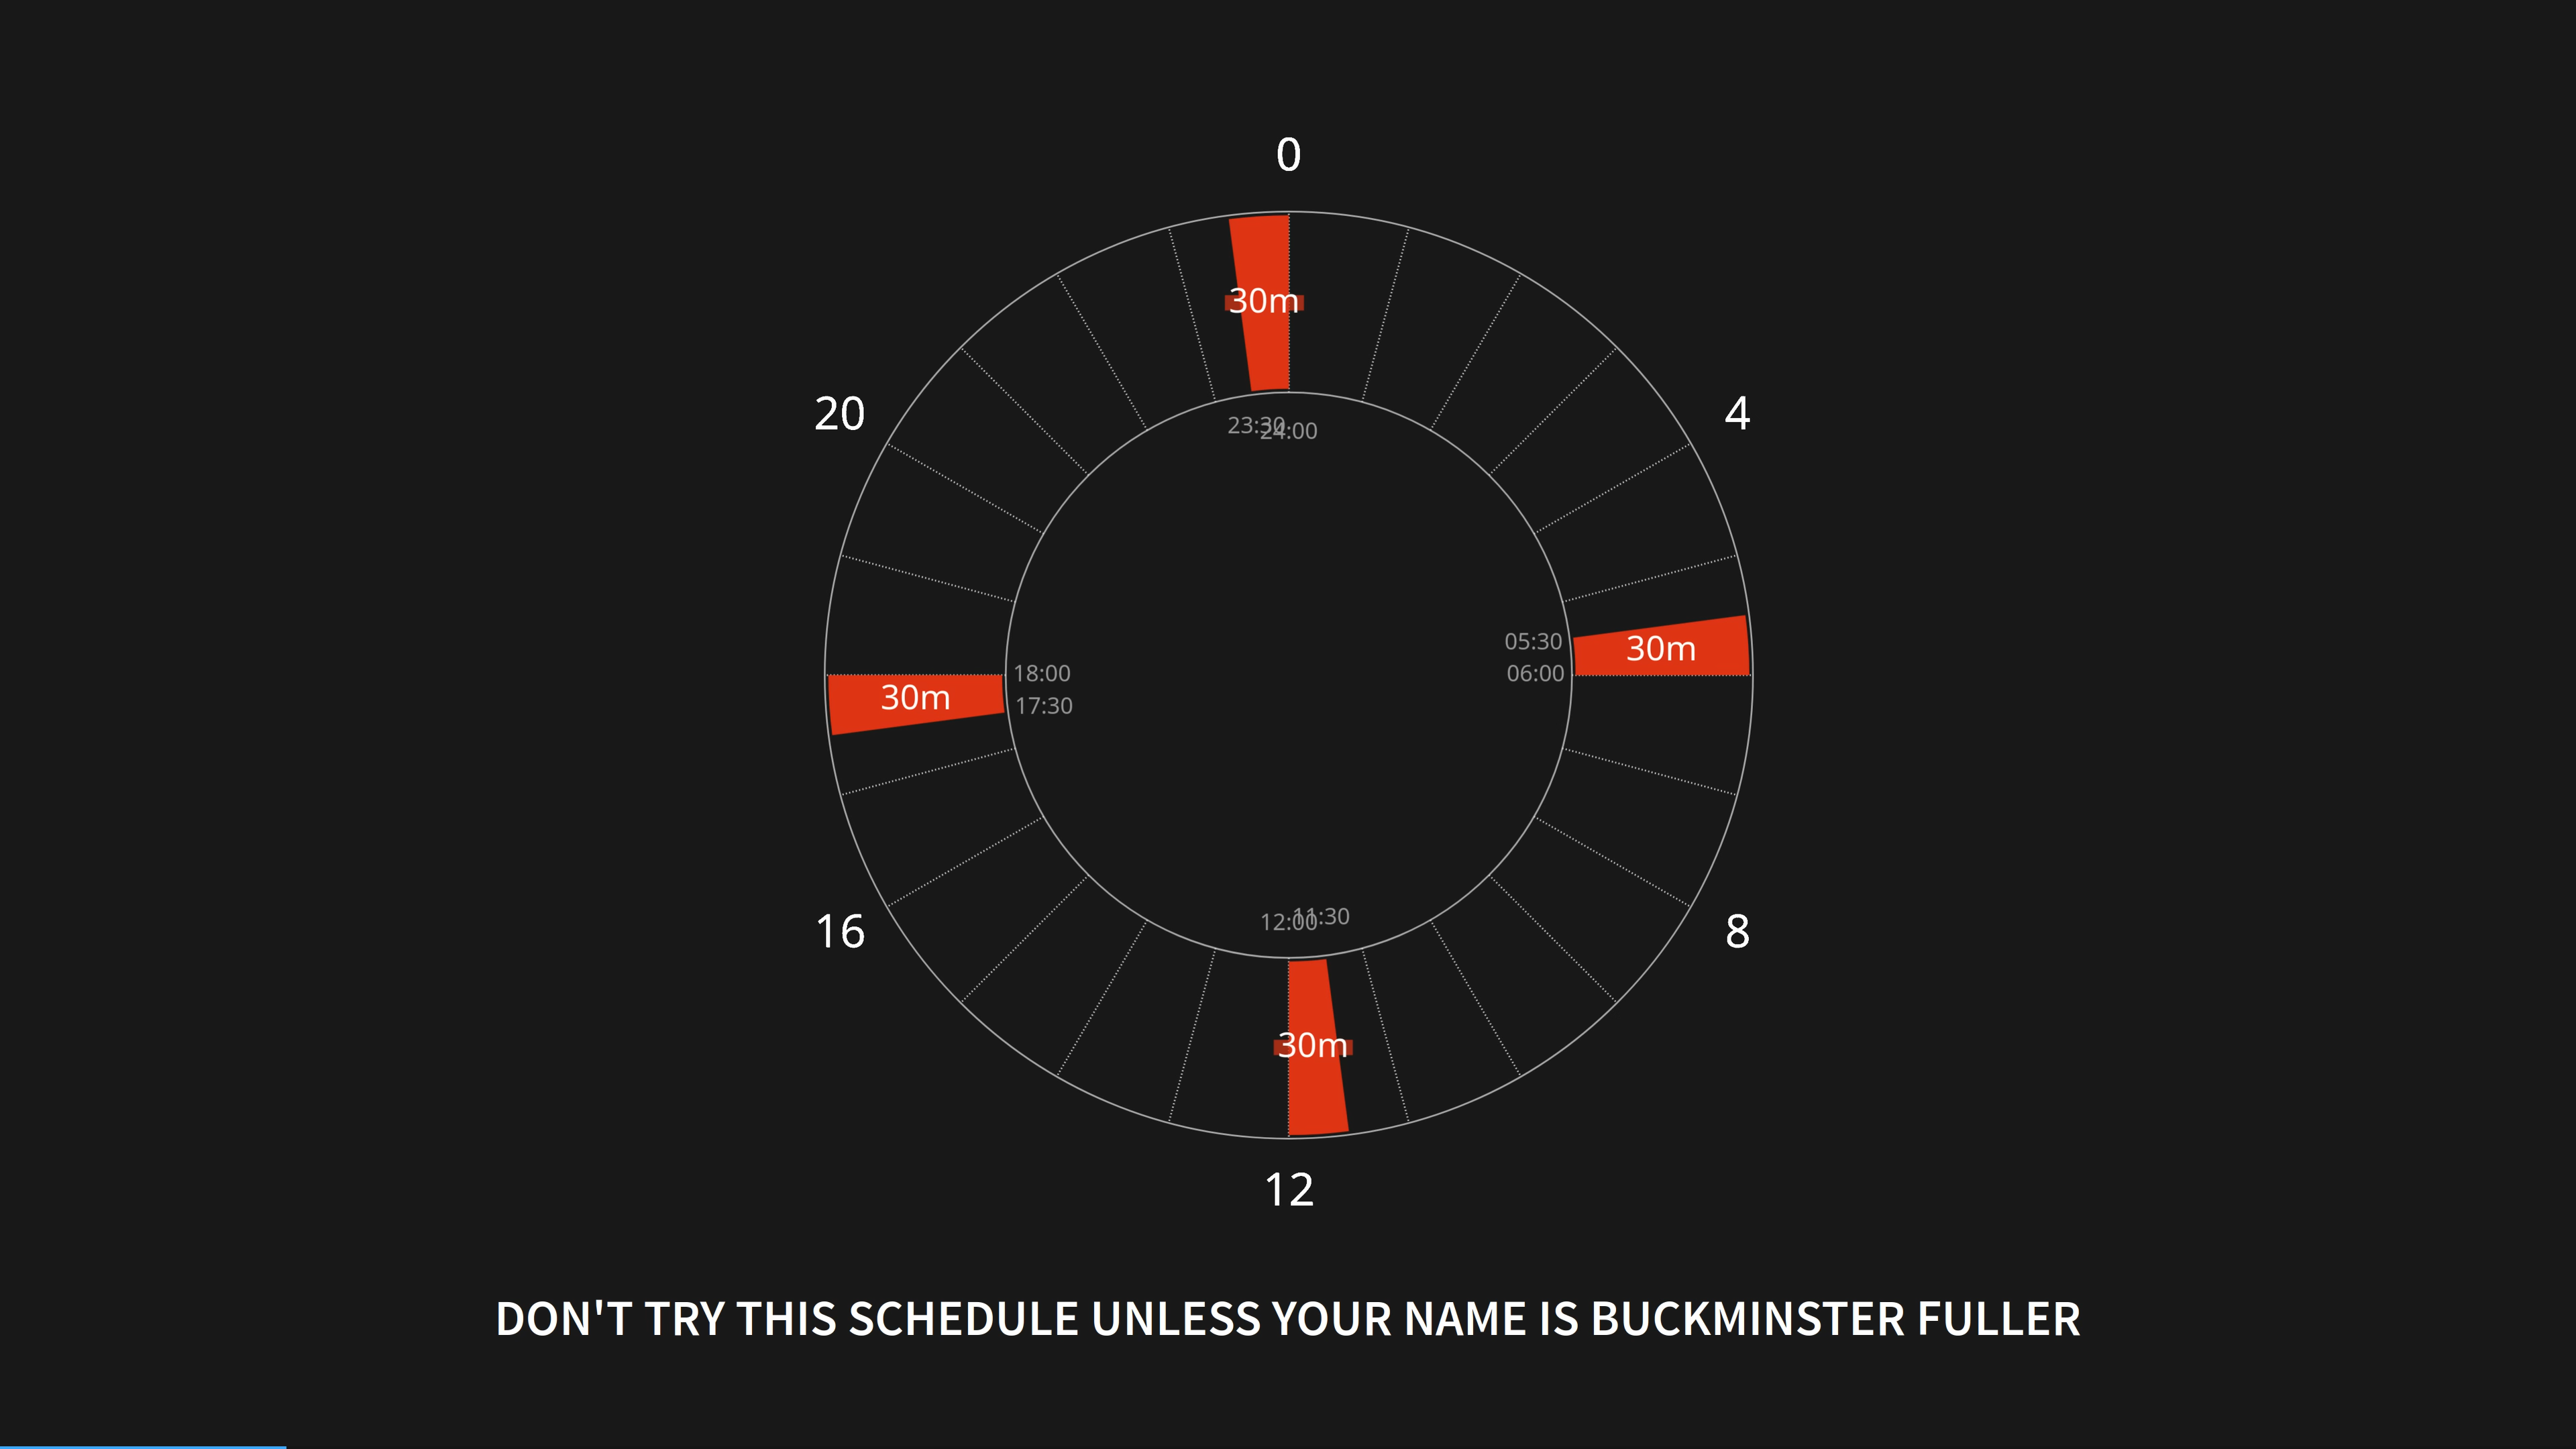 0
30m
23:30
24:00
20
4
05:30
30m
06:00
18:00
30m
17:30
12:00
11:30
16
8
30m
12
DON'T TRY THIS SCHEDULE UNLESS YOUR NAME IS BUCKMINSTER FULLER